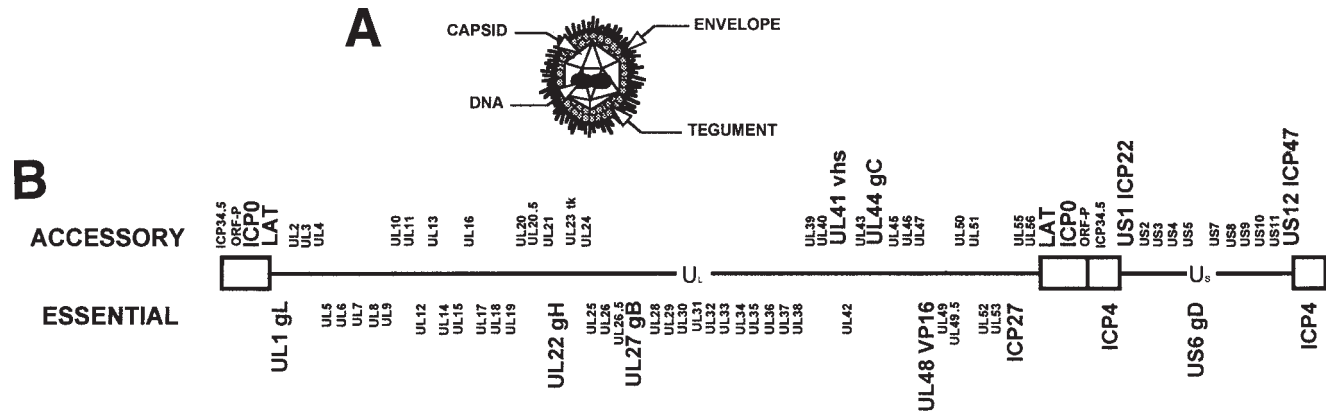 A
CAPSID
ENVELOPE
DNA
TEGUMENT
B
ACCESSORY
ICP34.5
ORF-P
ICP0
LAT
UL2
UL3
UL4
UL10
UL11
UL13
UL16
UL20
UL20.5
UL21
UL23 tk
UL24
UL39
UL40
UL41 vhs
UL43
UL44 gC
UL45
UL46
UL47
UL50
UL51
UL55
UL56
LAT
ICP0
ORF-P
ICP34.5
US1 ICP22
US2
US3
US4
US5
US7
US8
US9
US10
US11
US12 ICP47
UL
US
ESSENTIAL
UL1 gL
UL5
UL6
UL7
UL8
UL9
UL12
UL14
UL15
UL17
UL18
UL19
UL22 gH
UL25
UL26
UL26.5
UL27 gB
UL28
UL29
UL30
UL31
UL32
UL33
UL34
UL35
UL36
UL37
UL38
UL42
UL48 VP16
UL49
UL49.5
UL52
UL53
ICP27
ICP4
US6 gD
ICP4